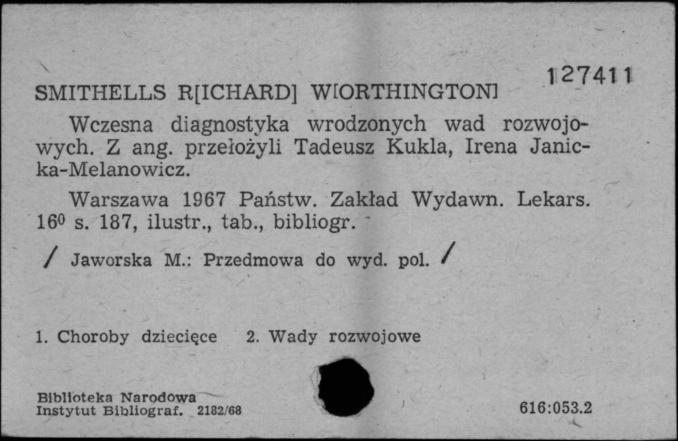 127411
SMITHELLS R[ICHARD] W[ORTHINGTON]
Wczesna diagnostyka wrodzonych wad rozwojo-
wych. Z ang. przełożyli Tadeusz Kukla, Irena Janic-
ka-Melanowicz.
Warszawa 1967 Państw. Zakład Wydawn. Lekars.
16⁰ s. 187, ilustr., tab., bibliogr.
/ Jaworska M.: Przedmowa do wyd. pol. /
1. Choroby dziecięce 2. Wady rozwojowe
Biblioteka Narodowa
Instytut Bibliograf. 2182/68
616:053.2